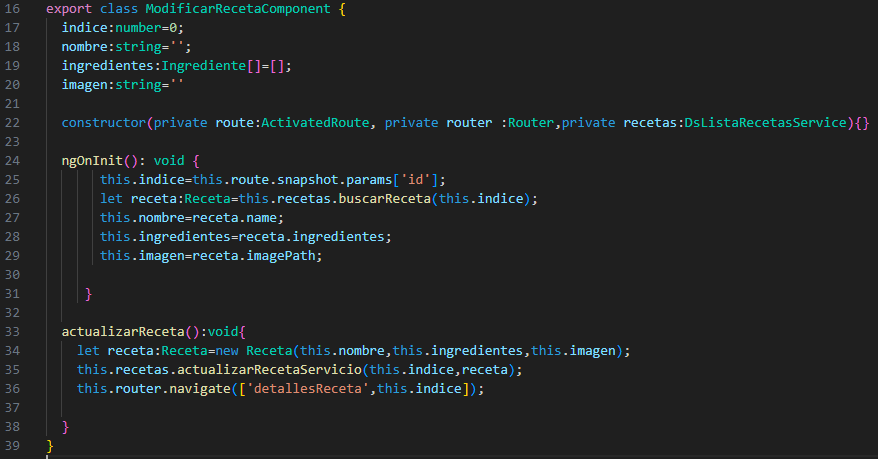 16 export class ModificarRecetaComponent {
17   indice:number=0;
18   nombre:string='';
19   ingredientes:Ingrediente[]=[];
20   imagen:string=''
21
22   constructor(private route:ActivatedRoute, private router :Router,private recetas:DsListaRecetasService){}
23
24   ngOnInit(): void {
25        this.indice=this.route.snapshot.params['id'];
26        let receta:Receta=this.recetas.buscarReceta(this.indice);
27        this.nombre=receta.name;
28        this.ingredientes=receta.ingredientes;
29        this.imagen=receta.imagePath;
30
31      }
32
33   actualizarReceta():void{
34     let receta:Receta=new Receta(this.nombre,this.ingredientes,this.imagen);
35     this.recetas.actualizarRecetaServicio(this.indice,receta);
36     this.router.navigate(['detallesReceta',this.indice]);
37
38   }
39 }